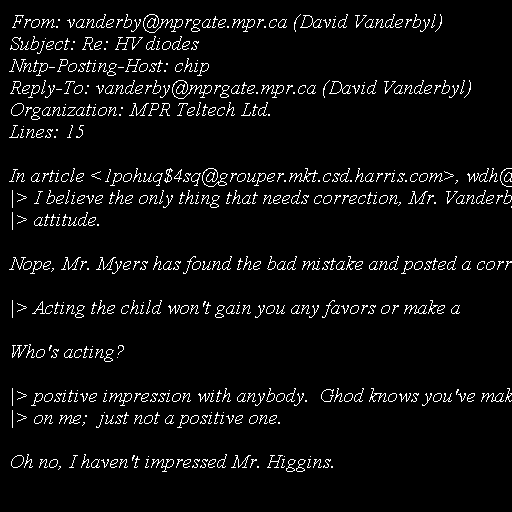 From: vanderby@mprgate.mpr.ca (David Vanderbyl)
Subject: Re: HV diodes
Nntp-Posting-Host: chip
Reply-To: vanderby@mprgate.mpr.ca (David Vanderbyl)
Organization: MPR Teltech Ltd.
Lines: 15

In article <1pohuq$4sq@grouper.mkt.csd.harris.com>, wdh@
|> I believe the only thing that needs correction, Mr. Vanderb
|> attitude.

Nope, Mr. Myers has found the bad mistake and posted a corr

|> Acting the child won't gain you any favors or make a

Who's acting?

|> positive impression with anybody.  Ghod knows you've mak
|> on me;  just not a positive one.

Oh no, I haven't impressed Mr. Higgins.